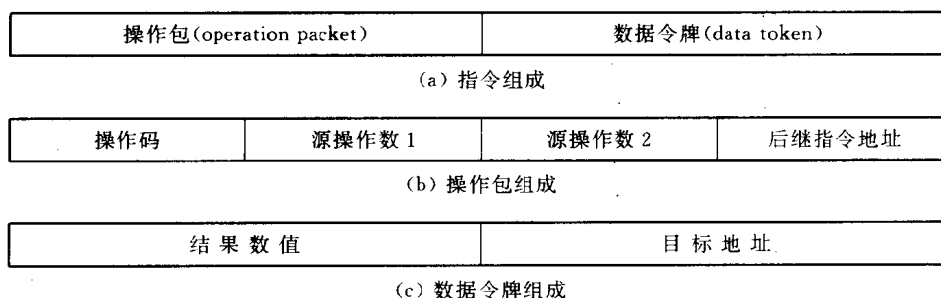 操作包(operation packet) 数据令牌(data token)
(a) 指令组成
操作码 源操作数 1 源操作数 2 后继指令地址
(b) 操作包组成
结 果 数 值 目 标 地 址
(c) 数据令牌组成